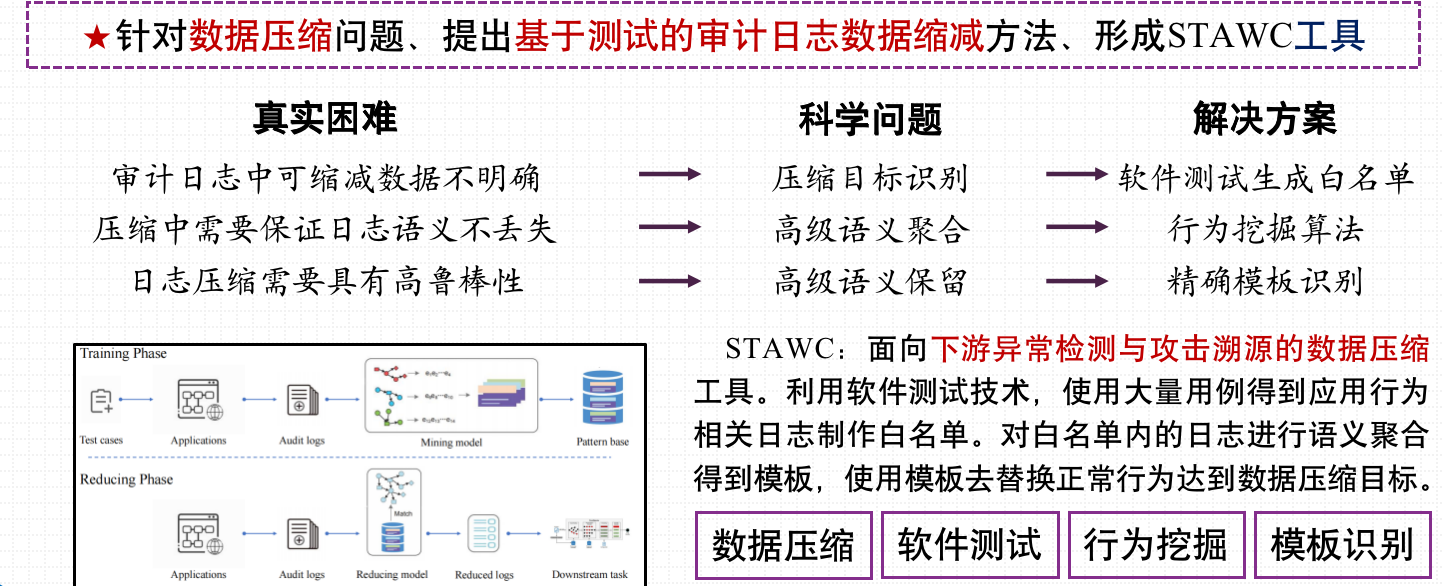 ★针对数据压缩问题、提出基于测试的审计日志数据缩减方法、形成STAWC工具
真实困难
科学问题
解决方案
审计日志中可缩减数据不明确
压缩目标识别
软件测试生成白名单
压缩中需要保证日志语义不丢失
高级语义聚合
行为挖掘算法
日志压缩需要具有高鲁棒性
高级语义保留
精确模板识别
Training Phase
Test cases
Applications
Audit logs
Mining model
Pattern base
Reducing Phase
Match
Applications
Audit logs
Reducing model
Reduced logs
Downstream task
STAWC：面向下游异常检测与攻击溯源的数据压缩
工具。利用软件测试技术，使用大量用例得到应用行为
相关日志制作白名单。对白名单内的日志进行语义聚合
得到模板，使用模板去替换正常行为达到数据压缩目标。
数据压缩
软件测试
行为挖掘
模板识别